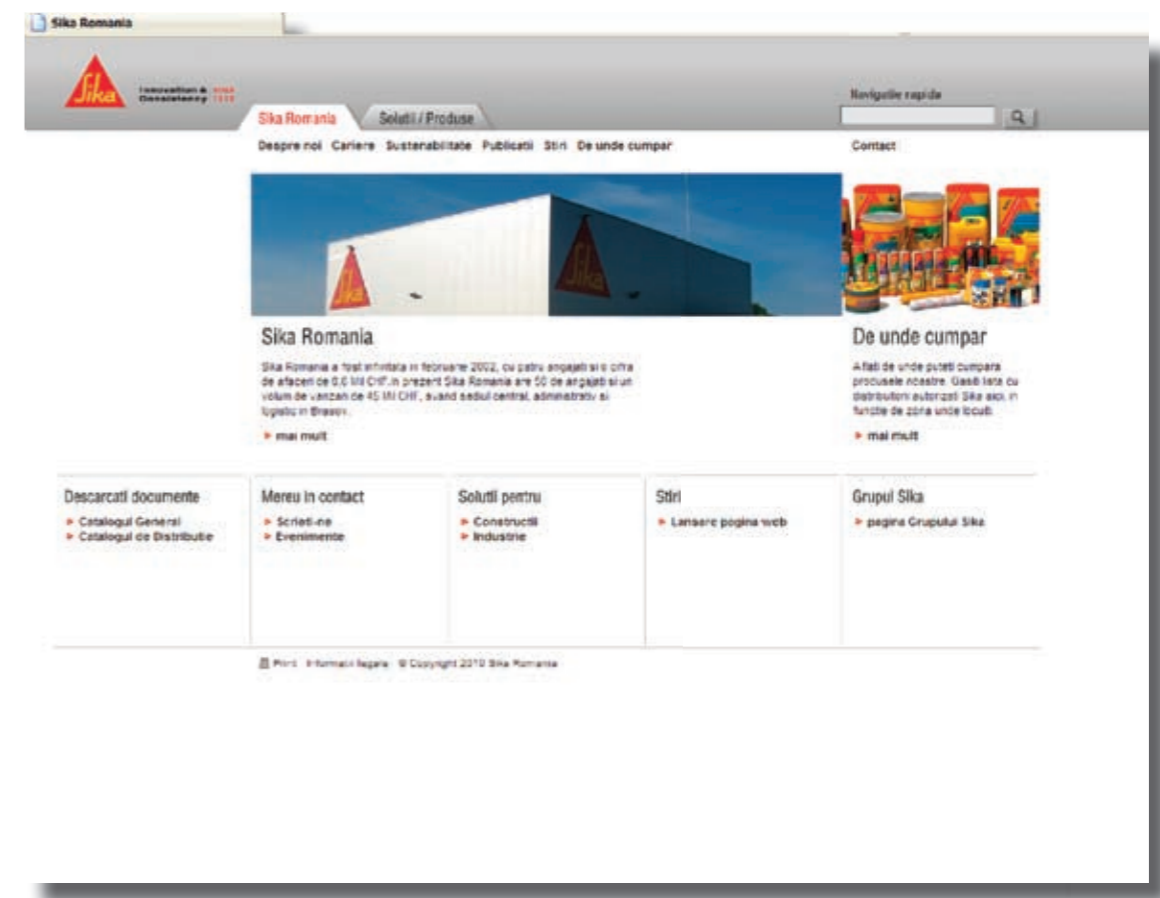 Sika Romania
Sika
Innovation & since
Consistency 1910
Navigatie rapida
Sika Romania
Solutii / Produse
Despre noi Cariere Sustenabilitate Publicatii Stiri De unde cumpar
Contact
Sika
Sika
Sika Romania
Sika Romania a fost infiintata in februarie 2002, cu patru angajati si o cifra
de afaceri de 0,6 Mil CHF.In prezent Sika Romania are 50 de angajati si un
volum de vanzari de 45 Mil CHF, avand sediul central, administrativ si
logistic in Brasov.
mai mult
De unde cumpar
Aflati de unde puteti cumpara
produsele noastre. Gasiti lista cu
distribuitorii autorizati Sika aici, in
functie de zona unde locuiti.
mai mult
Descarcati documente
Catalogul General
Catalogul de Distributie
Mereu in contact
Scrieti-ne
Evenimente
Solutii pentru
Constructii
Industrie
Stiri
Lansare pagina web
Grupul Sika
pagina Grupului Sika
Print Informatii legale © Copyright 2010 Sika Romania